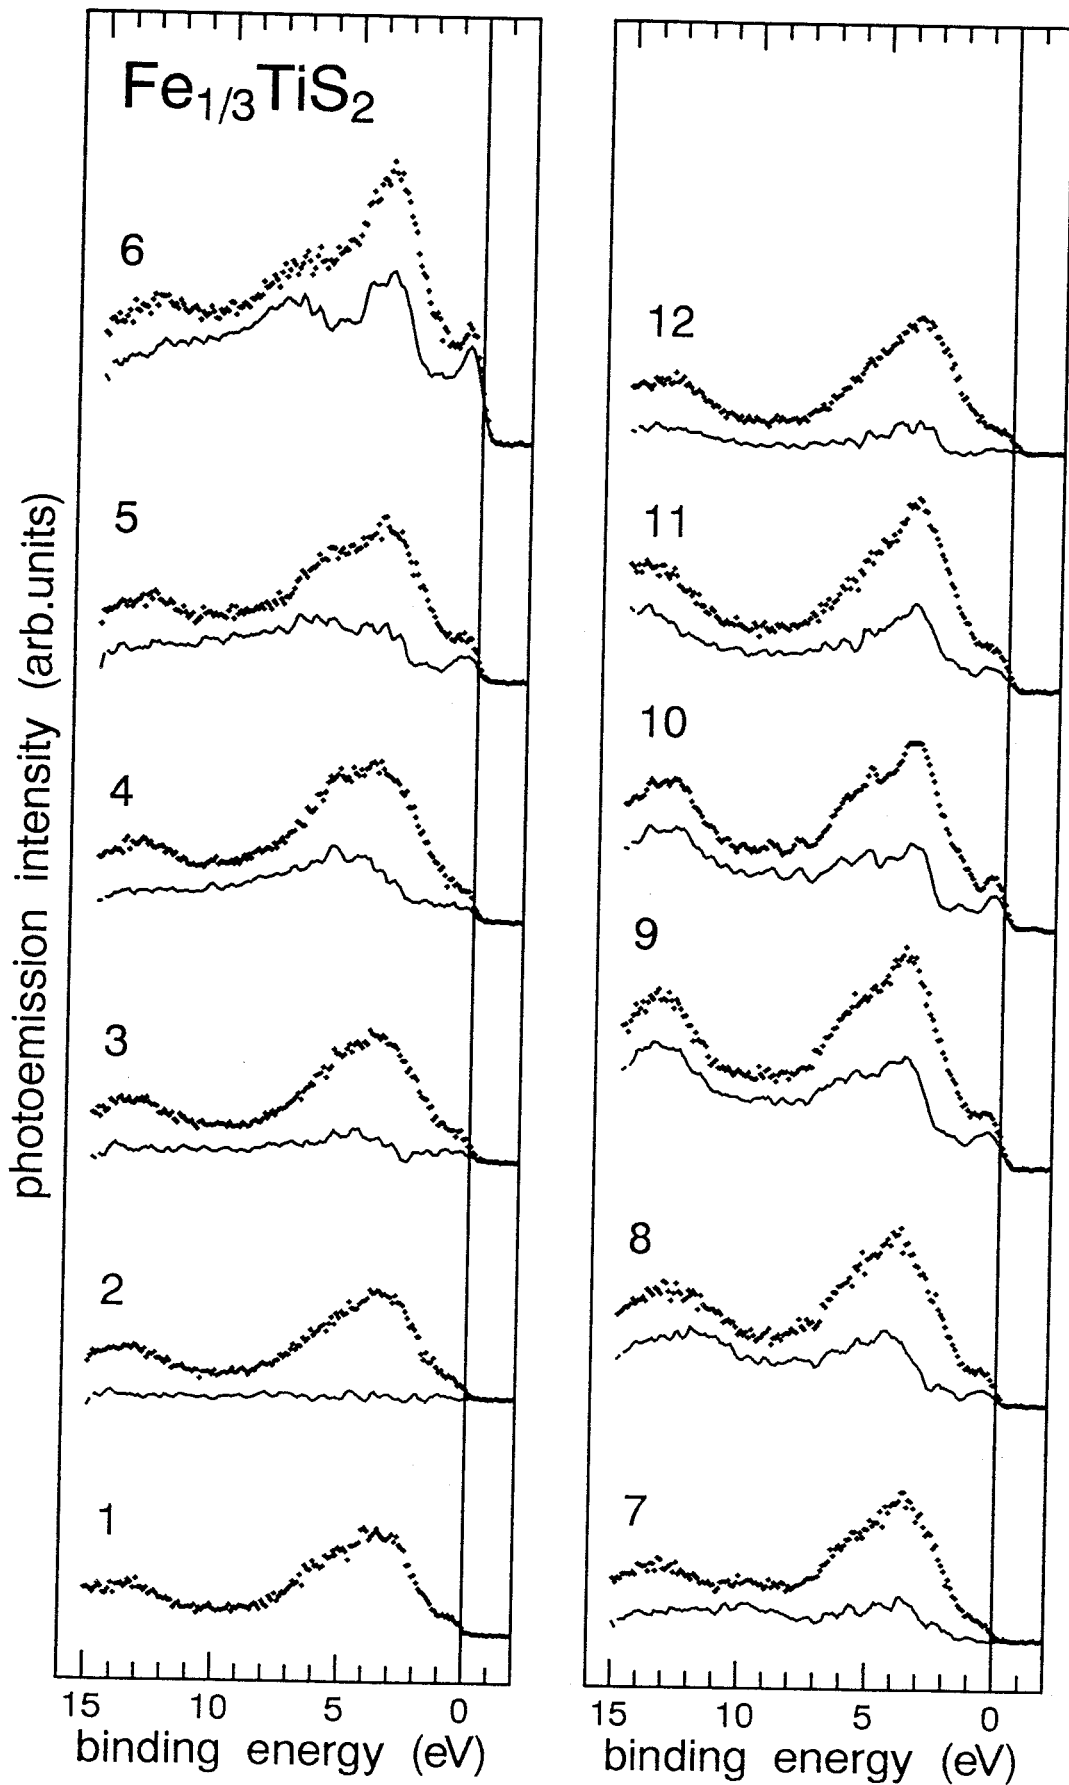 Fe1/3TiS2
6
5
4
3
2
1
12
11
10
9
8
7
photoemission intensity (arb.units)
15 10 5 0
binding energy (eV)
15 10 5 0
binding energy (eV)